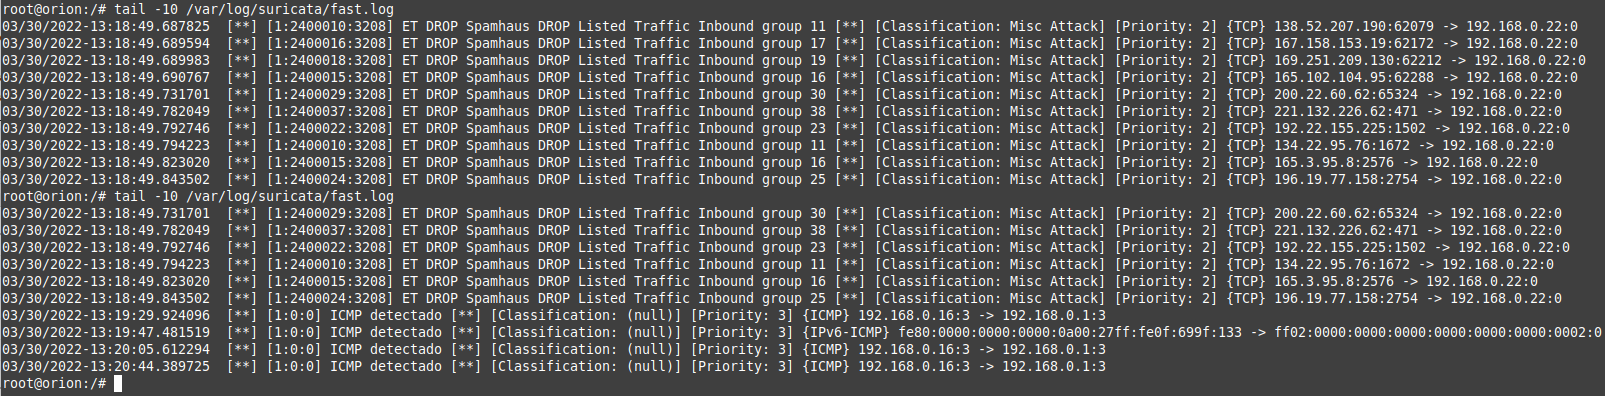 root@orion:/# tail -10 /var/log/suricata/fast.log
03/30/2022-13:18:49.687825  [**] [1:2400010:3208] ET DROP Spamhaus DROP Listed Traffic Inbound group 11 [**] [Classification: Misc Attack] [Priority: 2] {TCP} 138.52.207.190:62079 -> 192.168.0.22:0
03/30/2022-13:18:49.689594  [**] [1:2400016:3208] ET DROP Spamhaus DROP Listed Traffic Inbound group 17 [**] [Classification: Misc Attack] [Priority: 2] {TCP} 167.158.153.19:62172 -> 192.168.0.22:0
03/30/2022-13:18:49.689983  [**] [1:2400018:3208] ET DROP Spamhaus DROP Listed Traffic Inbound group 19 [**] [Classification: Misc Attack] [Priority: 2] {TCP} 169.251.209.130:62212 -> 192.168.0.22:0
03/30/2022-13:18:49.690767  [**] [1:2400015:3208] ET DROP Spamhaus DROP Listed Traffic Inbound group 16 [**] [Classification: Misc Attack] [Priority: 2] {TCP} 165.102.104.95:62288 -> 192.168.0.22:0
03/30/2022-13:18:49.731701  [**] [1:2400029:3208] ET DROP Spamhaus DROP Listed Traffic Inbound group 30 [**] [Classification: Misc Attack] [Priority: 2] {TCP} 200.22.60.62:65324 -> 192.168.0.22:0
03/30/2022-13:18:49.782049  [**] [1:2400037:3208] ET DROP Spamhaus DROP Listed Traffic Inbound group 38 [**] [Classification: Misc Attack] [Priority: 2] {TCP} 221.132.226.62:471 -> 192.168.0.22:0
03/30/2022-13:18:49.792746  [**] [1:2400022:3208] ET DROP Spamhaus DROP Listed Traffic Inbound group 23 [**] [Classification: Misc Attack] [Priority: 2] {TCP} 192.22.155.225:1502 -> 192.168.0.22:0
03/30/2022-13:18:49.794223  [**] [1:2400010:3208] ET DROP Spamhaus DROP Listed Traffic Inbound group 11 [**] [Classification: Misc Attack] [Priority: 2] {TCP} 134.22.95.76:1672 -> 192.168.0.22:0
03/30/2022-13:18:49.823020  [**] [1:2400015:3208] ET DROP Spamhaus DROP Listed Traffic Inbound group 16 [**] [Classification: Misc Attack] [Priority: 2] {TCP} 165.3.95.8:2576 -> 192.168.0.22:0
03/30/2022-13:18:49.843502  [**] [1:2400024:3208] ET DROP Spamhaus DROP Listed Traffic Inbound group 25 [**] [Classification: Misc Attack] [Priority: 2] {TCP} 196.19.77.158:2754 -> 192.168.0.22:0
root@orion:/# tail -10 /var/log/suricata/fast.log
03/30/2022-13:18:49.731701  [**] [1:2400029:3208] ET DROP Spamhaus DROP Listed Traffic Inbound group 30 [**] [Classification: Misc Attack] [Priority: 2] {TCP} 200.22.60.62:65324 -> 192.168.0.22:0
03/30/2022-13:18:49.782049  [**] [1:2400037:3208] ET DROP Spamhaus DROP Listed Traffic Inbound group 38 [**] [Classification: Misc Attack] [Priority: 2] {TCP} 221.132.226.62:471 -> 192.168.0.22:0
03/30/2022-13:18:49.792746  [**] [1:2400022:3208] ET DROP Spamhaus DROP Listed Traffic Inbound group 23 [**] [Classification: Misc Attack] [Priority: 2] {TCP} 192.22.155.225:1502 -> 192.168.0.22:0
03/30/2022-13:18:49.794223  [**] [1:2400010:3208] ET DROP Spamhaus DROP Listed Traffic Inbound group 11 [**] [Classification: Misc Attack] [Priority: 2] {TCP} 134.22.95.76:1672 -> 192.168.0.22:0
03/30/2022-13:18:49.823020  [**] [1:2400015:3208] ET DROP Spamhaus DROP Listed Traffic Inbound group 16 [**] [Classification: Misc Attack] [Priority: 2] {TCP} 165.3.95.8:2576 -> 192.168.0.22:0
03/30/2022-13:18:49.843502  [**] [1:2400024:3208] ET DROP Spamhaus DROP Listed Traffic Inbound group 25 [**] [Classification: Misc Attack] [Priority: 2] {TCP} 196.19.77.158:2754 -> 192.168.0.22:0
03/30/2022-13:19:29.924096  [**] [1:0:0] ICMP detectado [**] [Classification: (null)] [Priority: 3] {ICMP} 192.168.0.16:3 -> 192.168.0.1:3
03/30/2022-13:19:47.481519  [**] [1:0:0] ICMP detectado [**] [Classification: (null)] [Priority: 3] {IPv6-ICMP} fe80:0000:0000:0000:0a00:27ff:fe0f:699f:133 -> ff02:0000:0000:0000:0000:0000:0000:0002:0
03/30/2022-13:20:05.612294  [**] [1:0:0] ICMP detectado [**] [Classification: (null)] [Priority: 3] {ICMP} 192.168.0.16:3 -> 192.168.0.1:3
03/30/2022-13:20:44.389725  [**] [1:0:0] ICMP detectado [**] [Classification: (null)] [Priority: 3] {ICMP} 192.168.0.16:3 -> 192.168.0.1:3
root@orion:/#